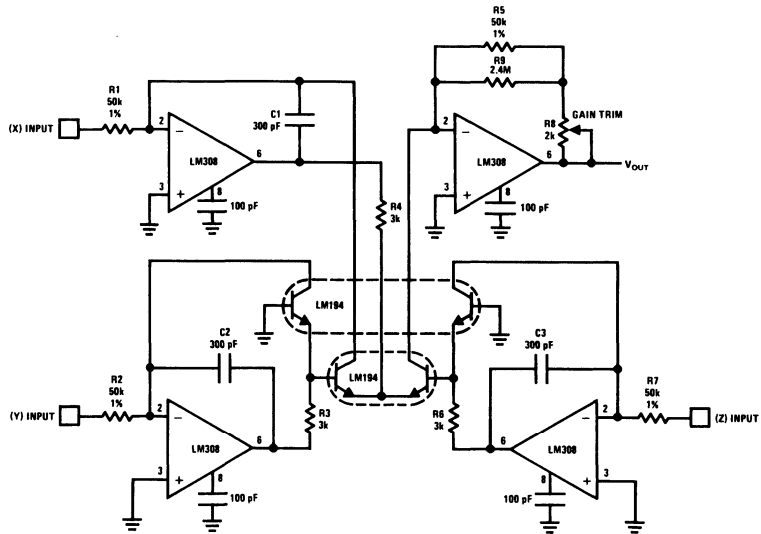 R5
50k
1%
R9
2.4M
R1
50k
1%
(X) INPUT
2
−
LM308
6
3
+
8
100 pF
C1
300 pF
R4
3k
2
−
LM308
6
3
+
8
100 pF
GAIN TRIM
R8
2k
VOUT
LM194
C2
300 pF
LM194
C3
300 pF
R2
50k
1%
(Y) INPUT
2
−
LM308
6
3
+
8
100 pF
R3
3k
R6
3k
R7
50k
1%
(Z) INPUT
6
LM308
−
2
+
3
8
100 pF